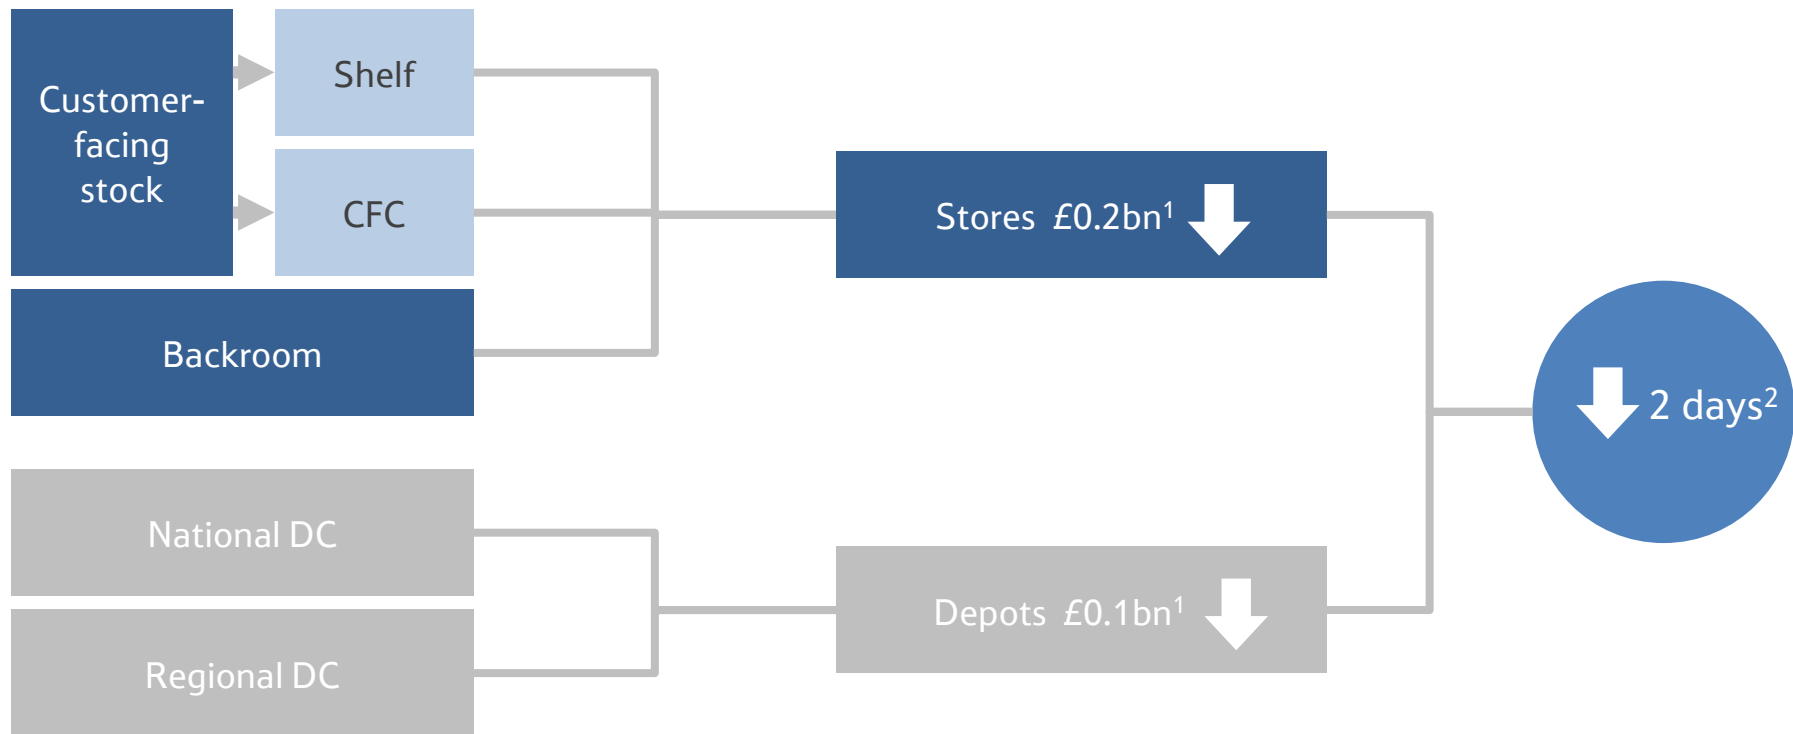 Customer-
facing
stock
Shelf
CFC
Backroom
Stores £0.2bn¹
2 days²
National DC
Depots £0.1bn¹
Regional DC